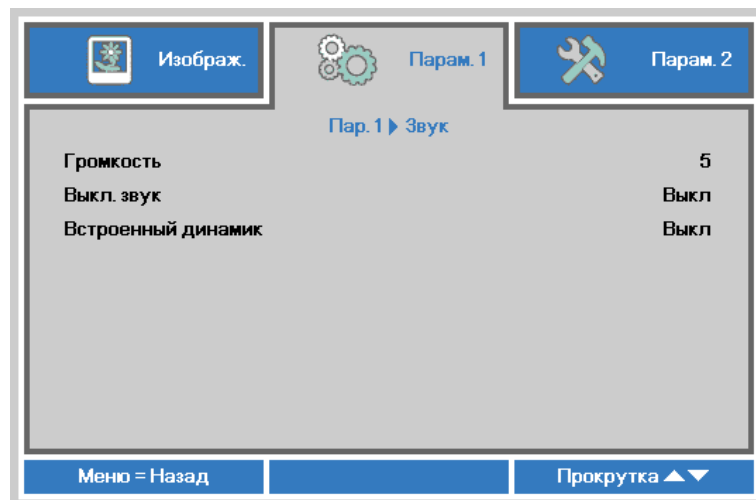 Изображ.
Парам. 1
Парам. 2
Пар. 1 ▶ Звук
Громкость 5
Выкл. звук Выкл
Встроенный динамик Выкл
Меню = Назад
Прокрутка ▲▼